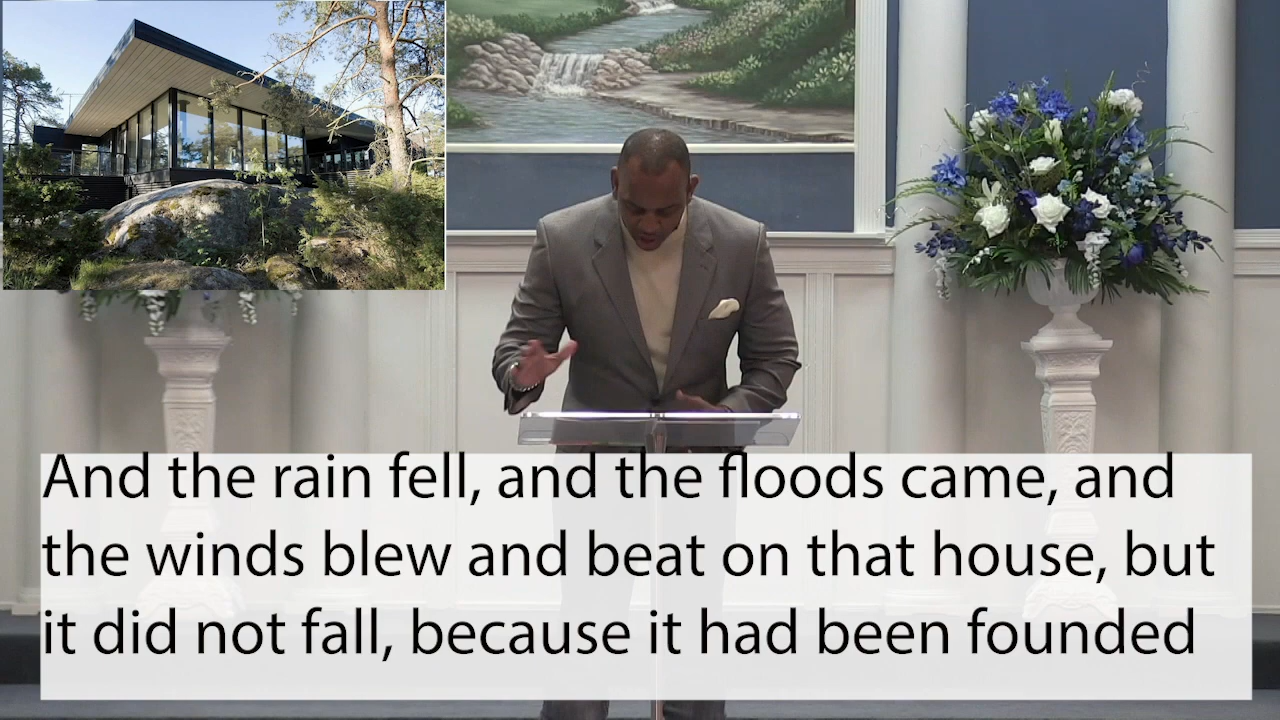 And the rain fell, and the floods came, and
the winds blew and beat on that house, but
it did not fall, because it had been founded